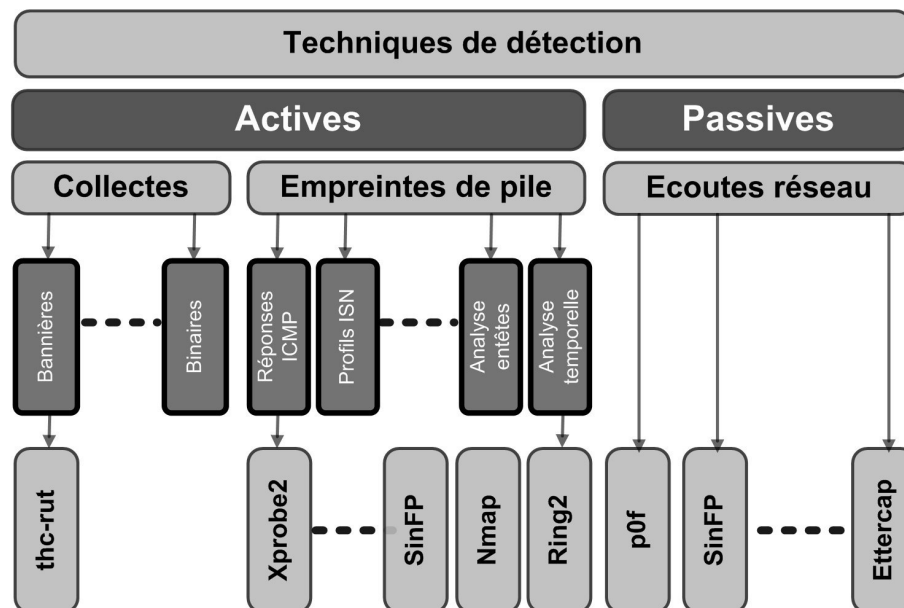 Techniques de détection
Actives
Passives
Collectes
Empreintes de pile
Ecoutes réseau
Bannières
Binaires
Réponses
ICMP
Profils ISN
Analyse
entêtes
Analyse
temporelle
thc-rut
Xprobe2
SinFP
Nmap
Ring2
p0f
SinFP
Ettercap